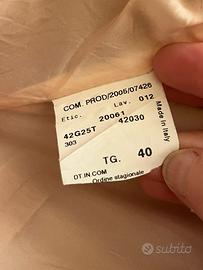 COM. PROD/2005/07426
Etic. Lav.
20061 012
42G25T 42030
303
Made in Italy
TG. 40
DT.IN.COM
Ordine stagionale
subito